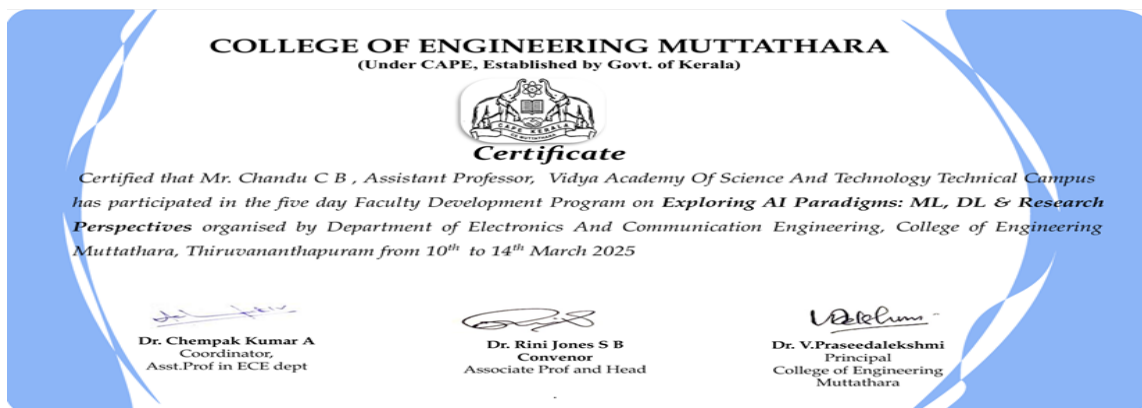 COLLEGE OF ENGINEERING MUTTATHARA
(Under CAPE, Established by Govt. of Kerala)
CAPE KERALA
CE MUTTATHARA
Certificate
Certified that Mr. Chandu C B , Assistant Professor, Vidya Academy Of Science And Technology Technical Campus
has participated in the five day Faculty Development Program on Exploring AI Paradigms: ML, DL & Research
Perspectives organised by Department of Electronics And Communication Engineering, College of Engineering
Muttathara, Thiruvananthapuram from 10th to 14th March 2025
Dr. Chempak Kumar A
Coordinator,
Asst.Prof in ECE dept
Dr. Rini Jones S B
Convenor
Associate Prof and Head
Dr. V.Praseedalekshmi
Principal
College of Engineering
Muttathara